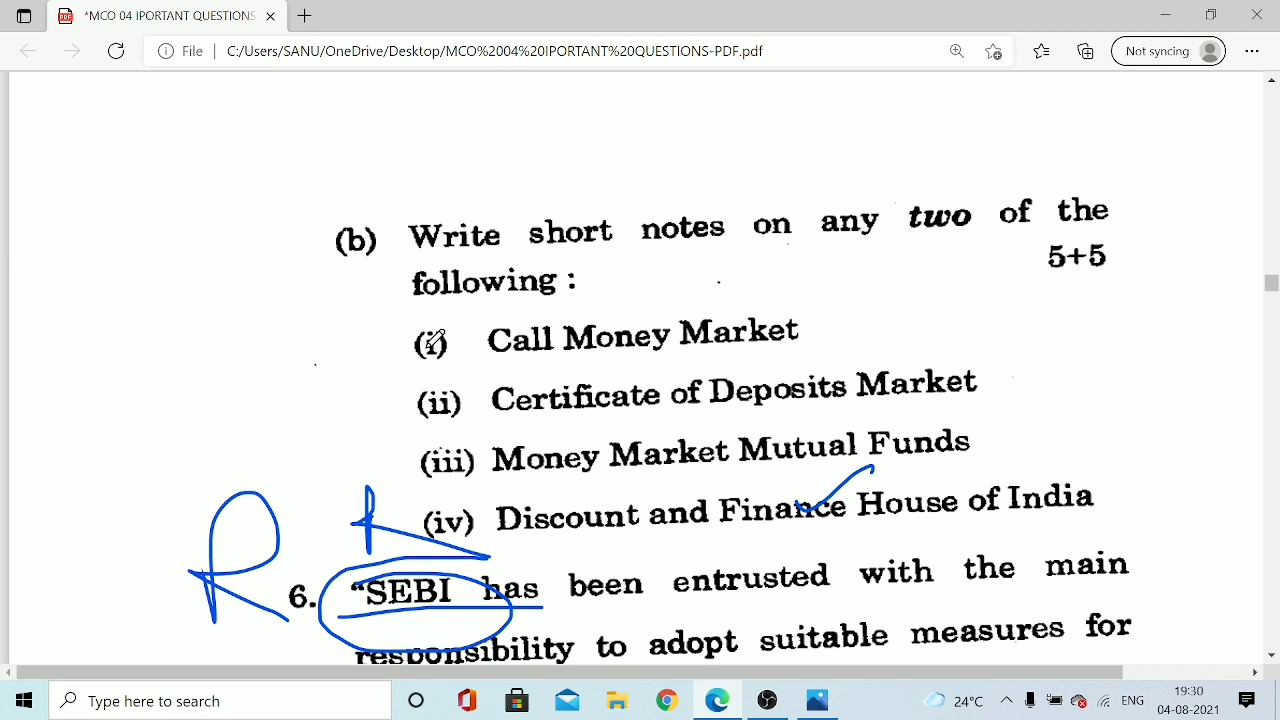 *MCO 04 IPORTANT QUESTIONS
File | C:/Users/SANU/OneDrive/Desktop/MCO%2004%20IPORTANT%20QUESTIONS-PDF.pdf
Not syncing
(b) Write short notes on any two of the
following :
5+5
(i) Call Money Market
(ii) Certificate of Deposits Market
(iii) Money Market Mutual Funds
(iv) Discount and Finance House of India
R
6. "SEBI has been entrusted with the main
responsibility to adopt suitable measures for
Type here to search
24°C
ENG
19:30
04-08-2021